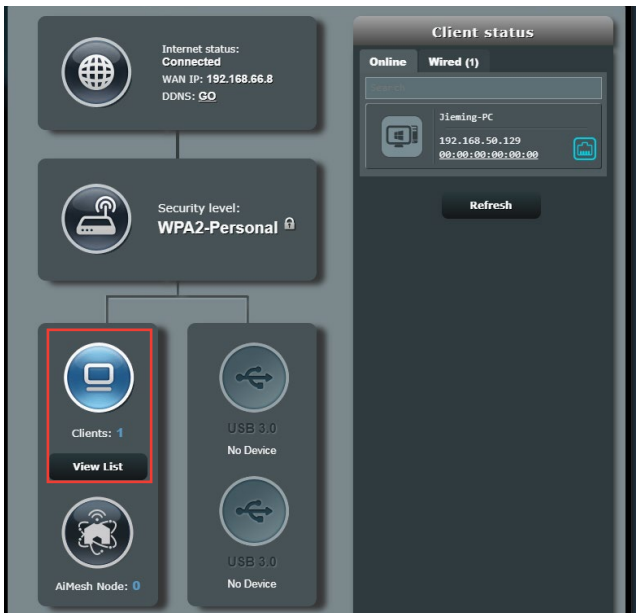 Internet status:
Connected
WAN IP: 192.168.66.8
DDNS: GO
Security level:
WPA2-Personal
Clients: 1
View List
AiMesh Node: 0
USB 3.0
No Device
USB 3.0
No Device
Client status
Online Wired (1)
Search
Jieming-PC
192.168.50.129
00:00:00:00:00:00
Refresh